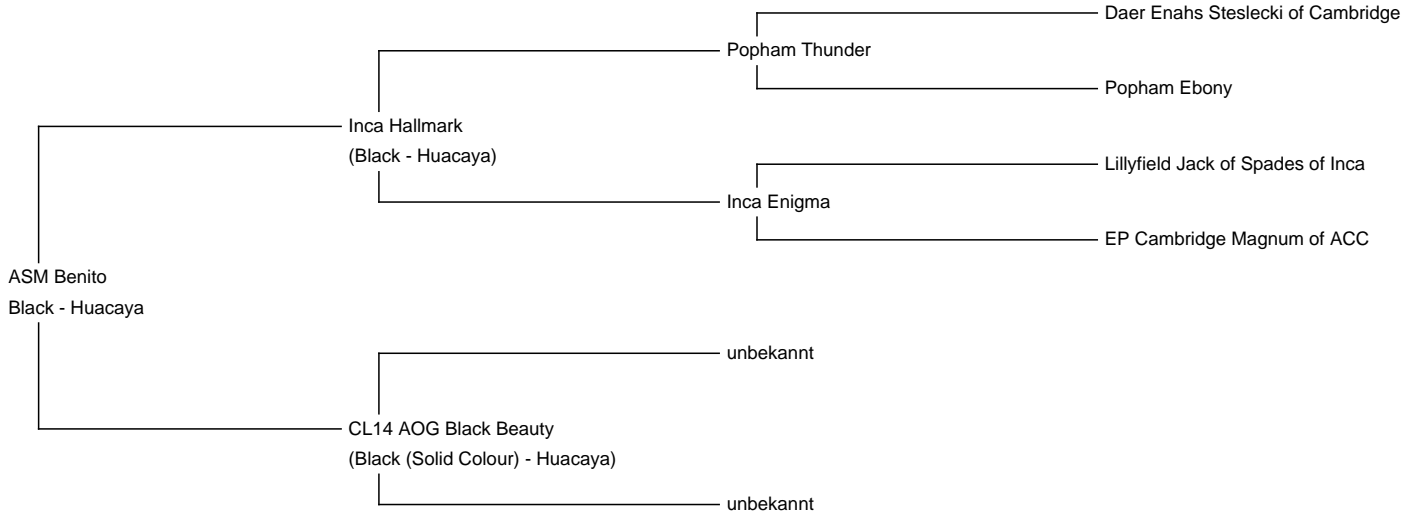 Daer Enahs Steslecki of Cambridge
Popham Thunder
Popham Ebony
Inca Hallmark
(Black - Huacaya)
Lillyfield Jack of Spades of Inca
Inca Enigma
EP Cambridge Magnum of ACC
ASM Benito
Black - Huacaya
unbekannt
CL14 AOG Black Beauty
(Black (Solid Colour) - Huacaya)
unbekannt